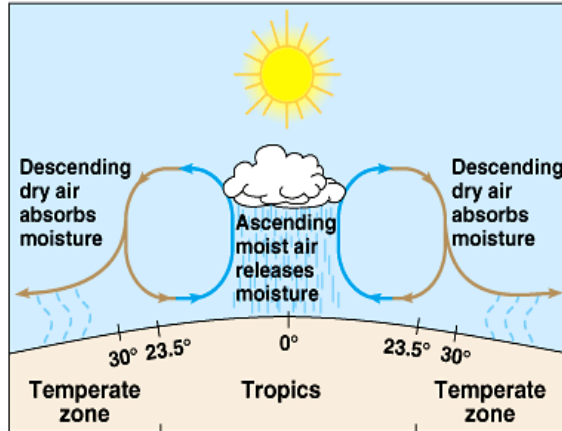 Descending
dry air
absorbs
moisture
Ascending
moist air
releases
moisture
Descending
dry air
absorbs
moisture
30° 23.5° 0° 23.5° 30°
Temperate
zone
Tropics
Temperate
zone